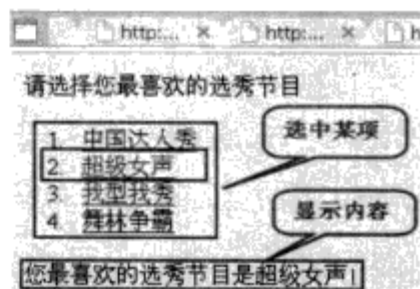 http:... × http:... × h
请选择您最喜欢的选秀节目
1. 中国达人秀
2. 超级女声
3. 我型我秀
4. 舞林争霸
选中某项
显示内容
您最喜欢的选秀节目是超级女声!